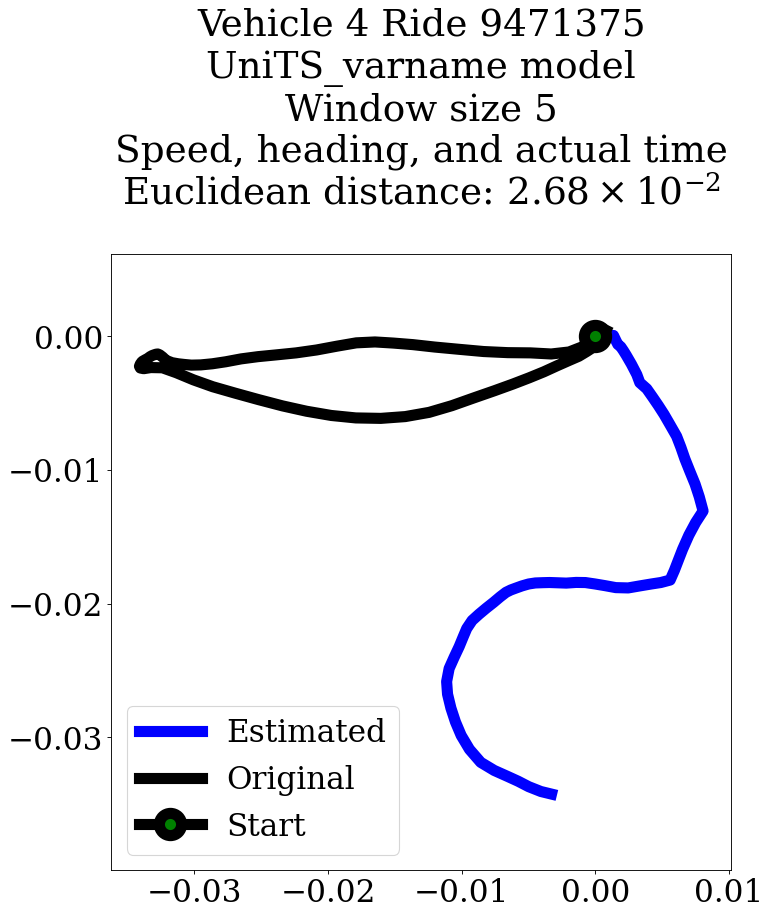 Vehicle 4 Ride 9471375
UniTS_varname model
Window size 5
Speed, heading, and actual time
Euclidean distance: 2.68 × 10⁻²
0.00
−0.01
−0.02
−0.03
Estimated
Original
Start
−0.03
−0.02
−0.01
0.00
0.01